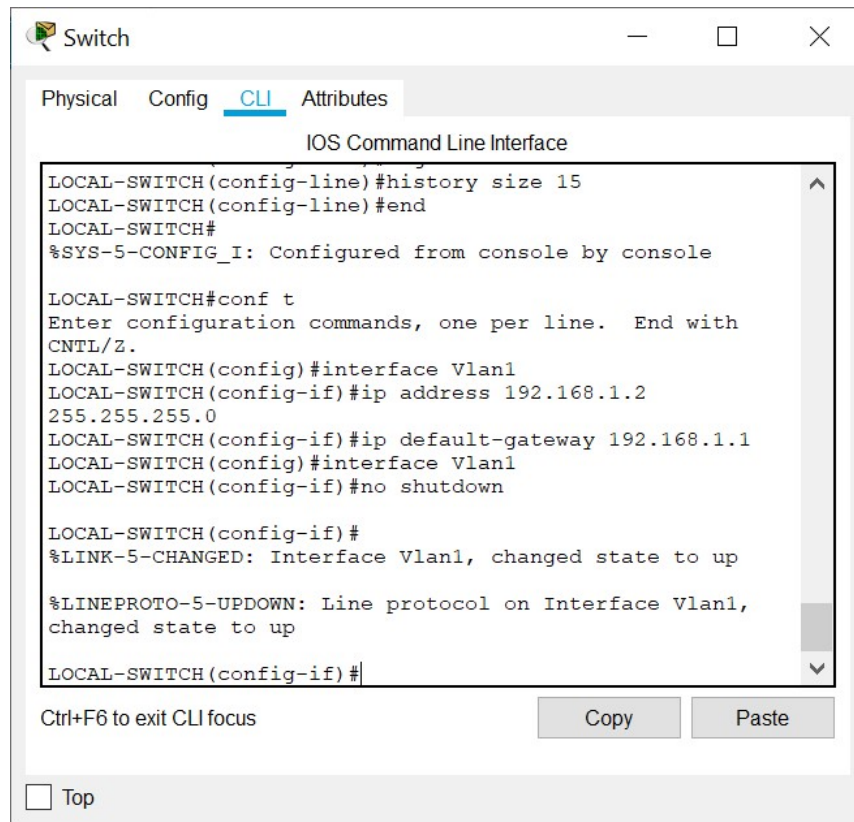 Switch
Physical Config CLI Attributes
IOS Command Line Interface
LOCAL-SWITCH(config-line)#history size 15
LOCAL-SWITCH(config-line)#end
LOCAL-SWITCH#
%SYS-5-CONFIG_I: Configured from console by console
LOCAL-SWITCH#conf t
Enter configuration commands, one per line.  End with
CNTL/Z.
LOCAL-SWITCH(config)#interface Vlan1
LOCAL-SWITCH(config-if)#ip address 192.168.1.2
255.255.255.0
LOCAL-SWITCH(config-if)#ip default-gateway 192.168.1.1
LOCAL-SWITCH(config)#interface Vlan1
LOCAL-SWITCH(config-if)#no shutdown
LOCAL-SWITCH(config-if)#
%LINK-5-CHANGED: Interface Vlan1, changed state to up
%LINEPROTO-5-UPDOWN: Line protocol on Interface Vlan1,
changed state to up
LOCAL-SWITCH(config-if)#
Ctrl+F6 to exit CLI focus Copy Paste
Top